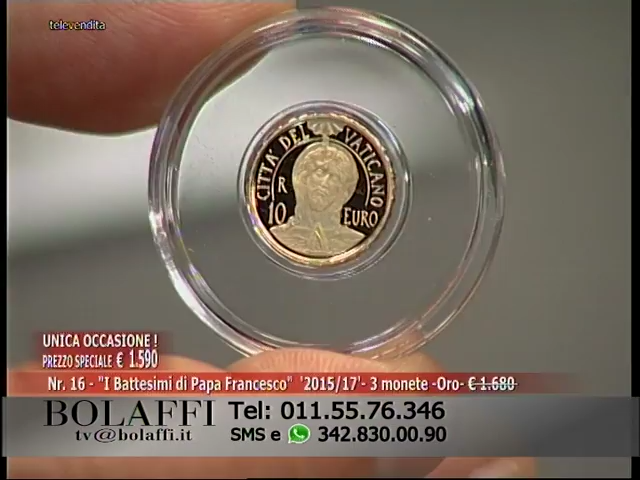 televendita
CITTA' DEL VATICANO
R
10 EURO
UNICA OCCASIONE !
PREZZO SPECIALE € 1.590
Nr. 16 - "I Battesimi di Papa Francesco" '2015/17'- 3 monete -Oro- € 1.680
BOLAFFI Tel: 011.55.76.346
tv@bolaffi.it SMS e 342.830.00.90